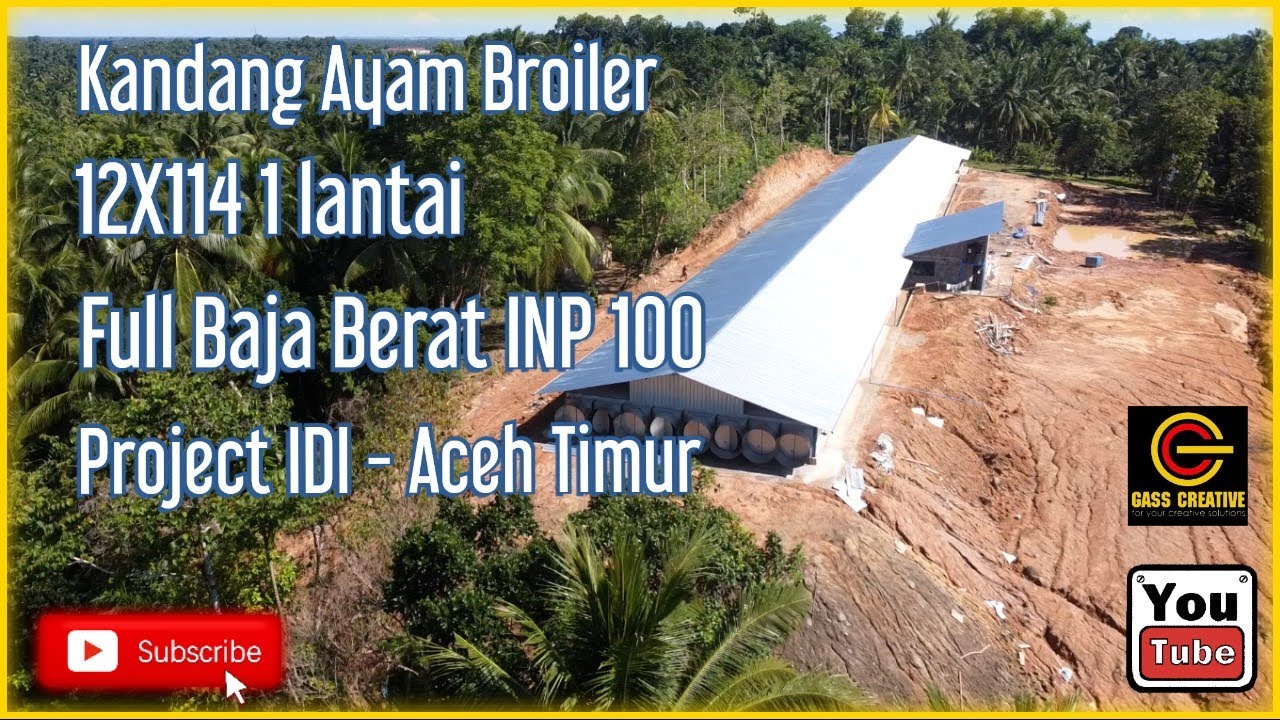 Kandang Ayam Broiler
12X114 1 lantai
Full Baja Berat INP 100
Project IDI - Aceh Timur
GC
GASS CREATIVE
for your creative solutions
Subscribe
You
Tube